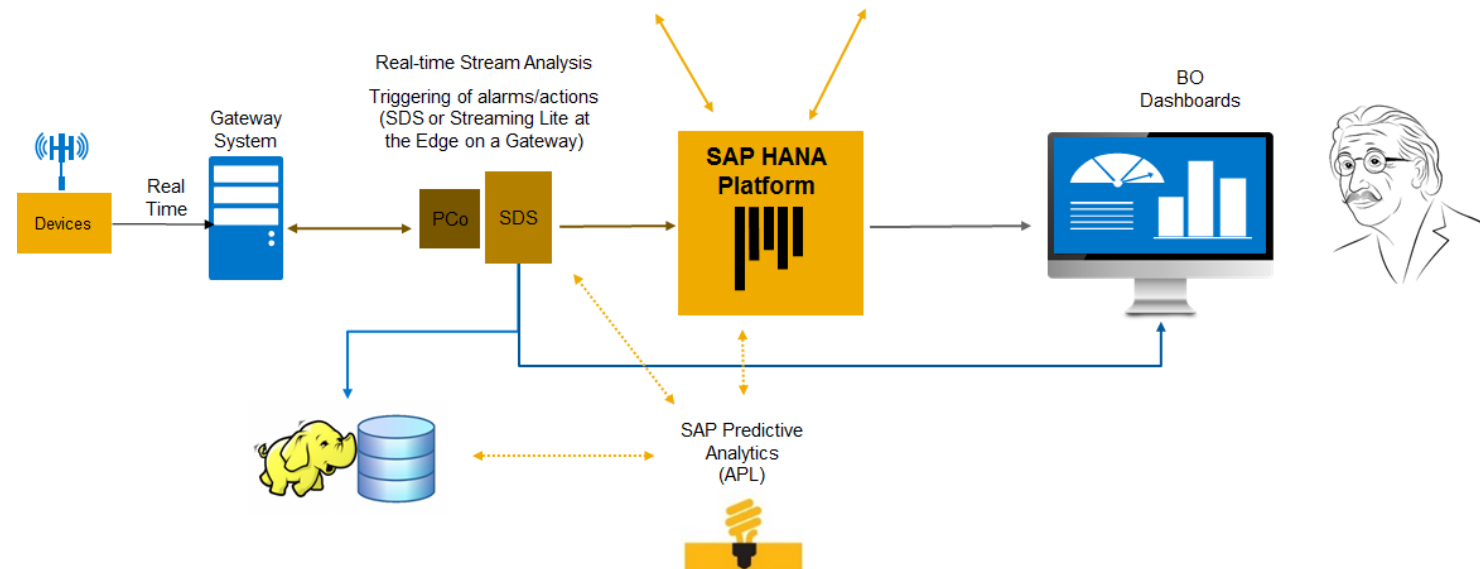 Real-time Stream Analysis
Triggering of alarms/actions
(SDS or Streaming Lite at
the Edge on a Gateway)
BO
Dashboards
Gateway
System
SAP HANA
Platform
Real
Time
Devices
PCo
SDS
SAP Predictive
Analytics
(APL)